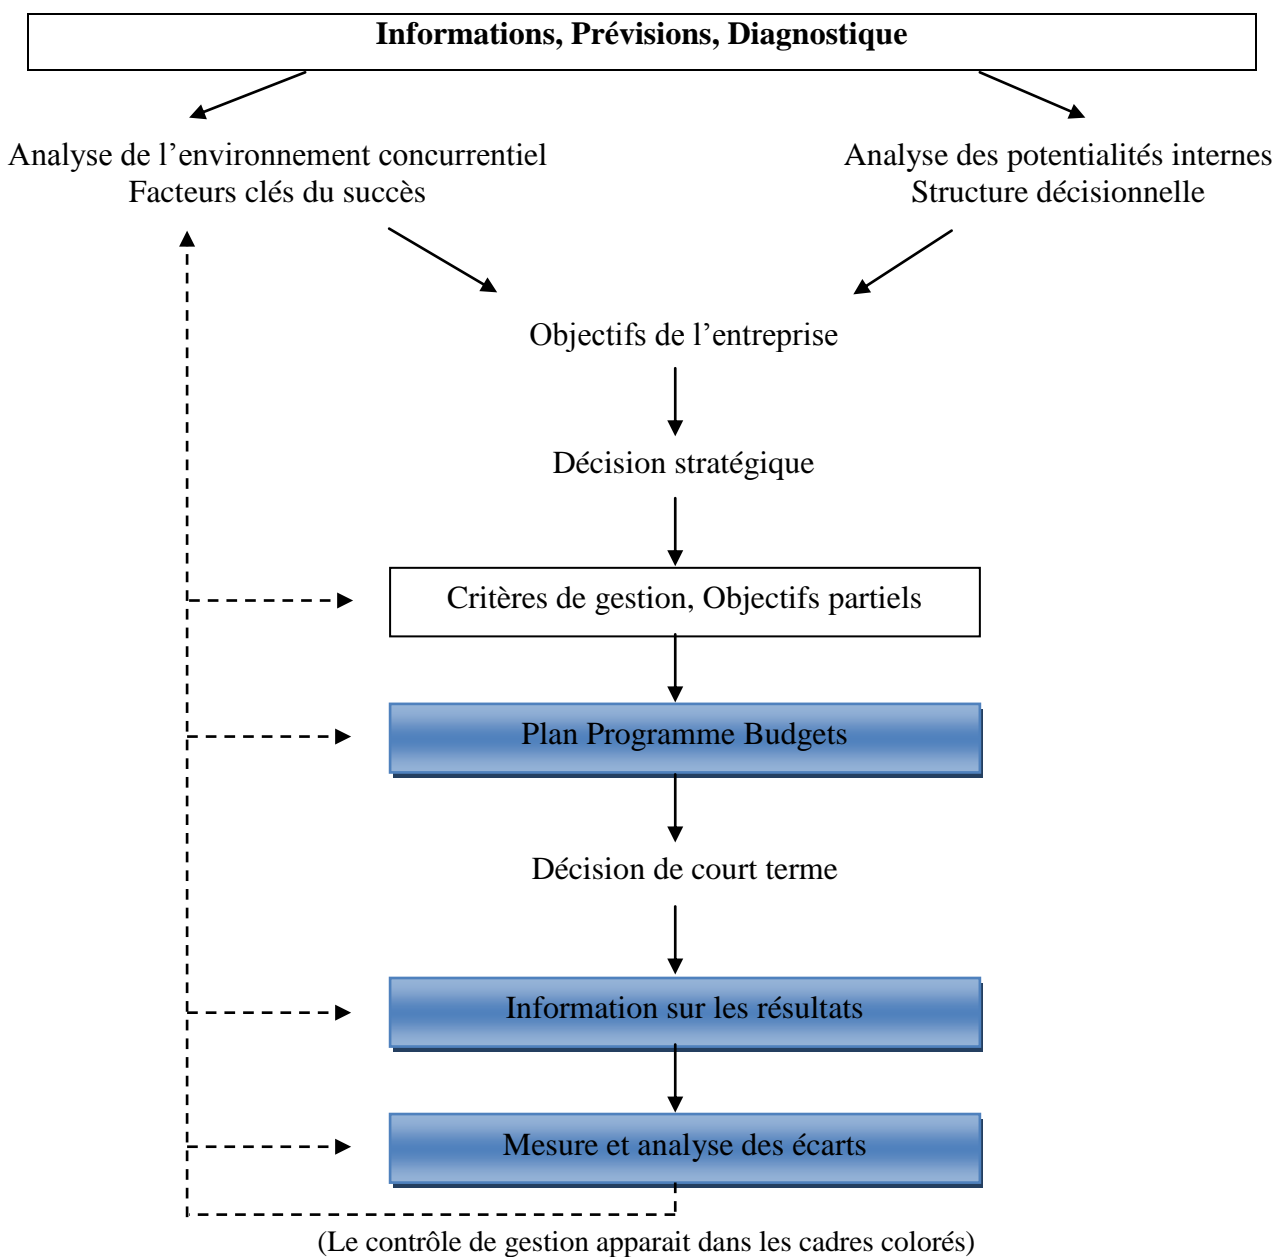 Informations, Prévisions, Diagnostique
Analyse de l’environnement concurrentiel
Facteurs clés du succès
Analyse des potentialités internes
Structure décisionnelle
Objectifs de l’entreprise
Décision stratégique
Critères de gestion, Objectifs partiels
Plan Programme Budgets
Décision de court terme
Information sur les résultats
Mesure et analyse des écarts
(Le contrôle de gestion apparait dans les cadres colorés)